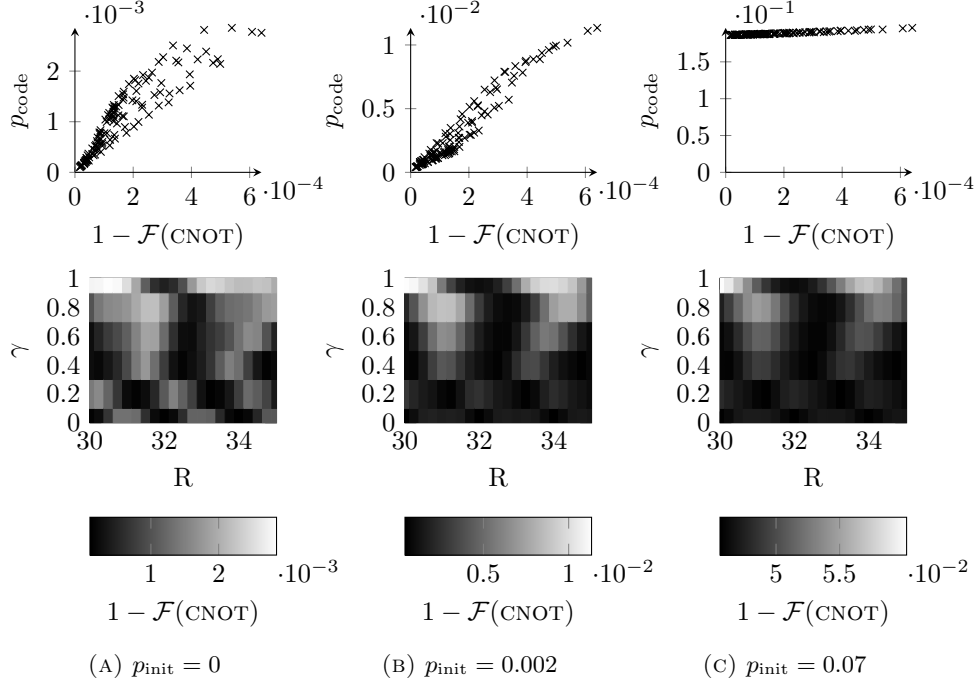 ·10⁻³ ·10⁻² ·10⁻¹
2 1 0.5 0 1.5 1 0.5 0
1 0
p_code p_code p_code
0 2 4 6 ·10⁻⁴ 0 2 4 6 ·10⁻⁴ 0 2 4 6 ·10⁻⁴
1 − F(CNOT) 1 − F(CNOT) 1 − F(CNOT)
1 1 1
0.8 0.8 0.8
0.6 0.6 0.6
γ γ γ
0.4 0.4 0.4
0.2 0.2 0.2
0 0 0
30 32 34 30 32 34 30 32 34
R R R
1 2 ·10⁻³ 0.5 1 ·10⁻² 5 5.5 ·10⁻²
1 − F(CNOT) 1 − F(CNOT) 1 − F(CNOT)
(A) p_init = 0 (B) p_init = 0.002 (C) p_init = 0.07